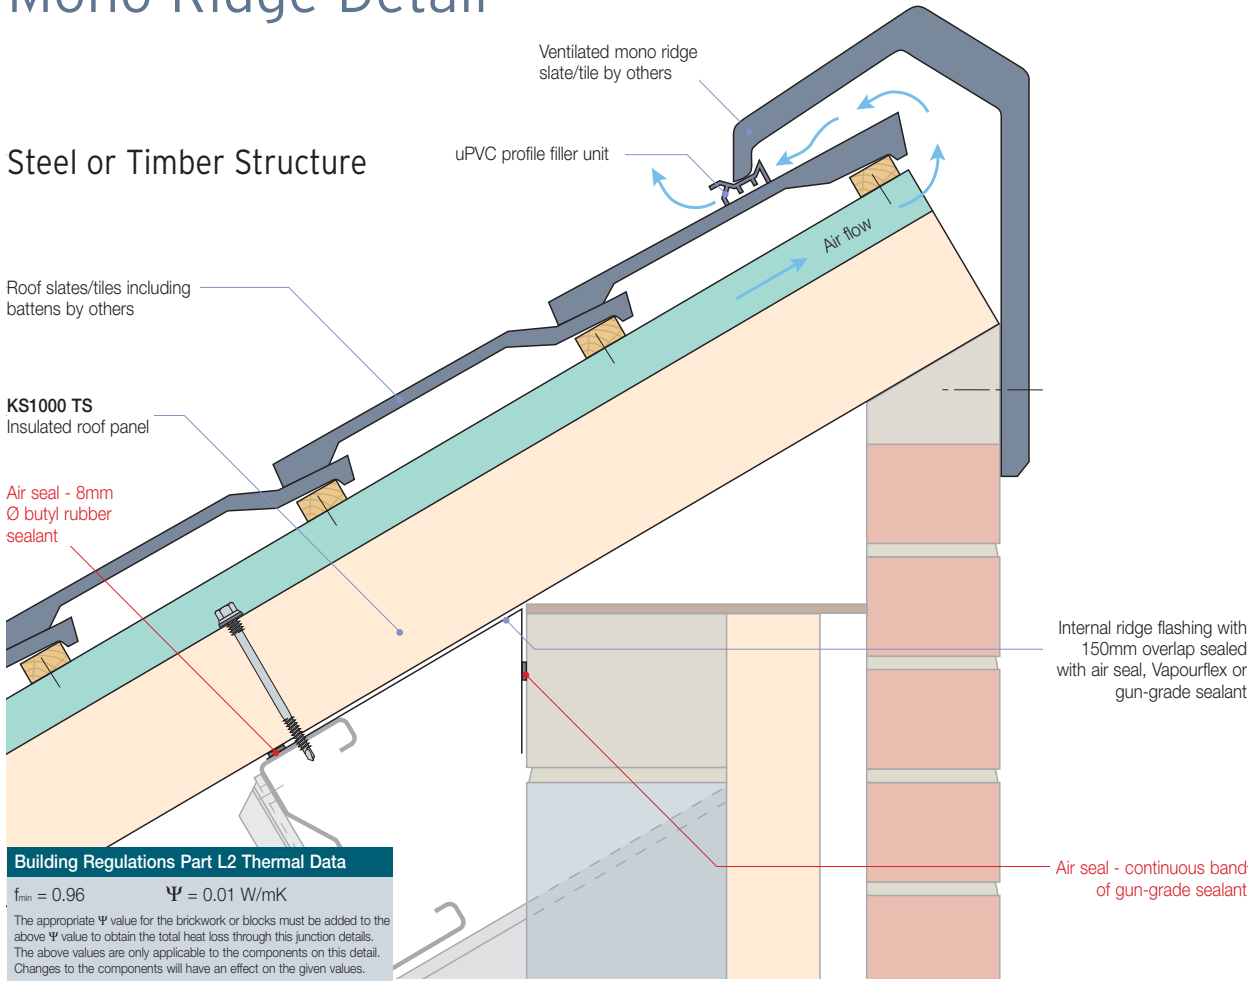 Mono Ridge Detail
Steel or Timber Structure
Ventilated mono ridge
slate/tile by others
uPVC profile filler unit
Air flow
Roof slates/tiles including
battens by others
KS1000 TS
Insulated roof panel
Air seal - 8mm
Ø butyl rubber
sealant
Internal ridge flashing with
150mm overlap sealed
with air seal, Vapourflex or
gun-grade sealant
Air seal - continuous band
of gun-grade sealant
Building Regulations Part L2 Thermal Data
fmin = 0.96 Ψ = 0.01 W/mK
The appropriate Ψ value for the brickwork or blocks must be added to the
above Ψ value to obtain the total heat loss through this junction details.
The above values are only applicable to the components on this detail.
Changes to the components will have an effect on the given values.